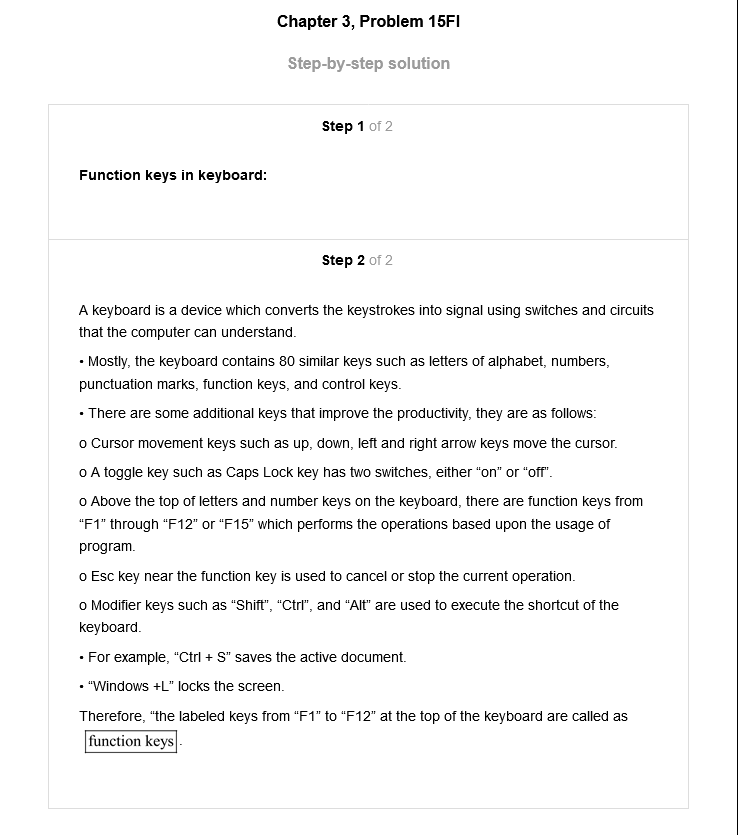 Chapter 3, Problem 15FI
Step-by-step solution
Step 1 of 2
Function keys in keyboard:
Step 2 of 2
A keyboard is a device which converts the keystrokes into signal using switches and circuits
that the computer can understand.
• Mostly, the keyboard contains 80 similar keys such as letters of alphabet, numbers,
punctuation marks, function keys, and control keys.
• There are some additional keys that improve the productivity, they are as follows:
o Cursor movement keys such as up, down, left and right arrow keys move the cursor.
o A toggle key such as Caps Lock key has two switches, either “on” or “off”.
o Above the top of letters and number keys on the keyboard, there are function keys from
“F1” through “F12” or “F15” which performs the operations based upon the usage of
program.
o Esc key near the function key is used to cancel or stop the current operation.
o Modifier keys such as “Shift”, “Ctrl”, and “Alt” are used to execute the shortcut of the
keyboard.
• For example, “Ctrl + S” saves the active document.
• “Windows +L” locks the screen.
Therefore, “the labeled keys from “F1” to “F12” at the top of the keyboard are called as
function keys.